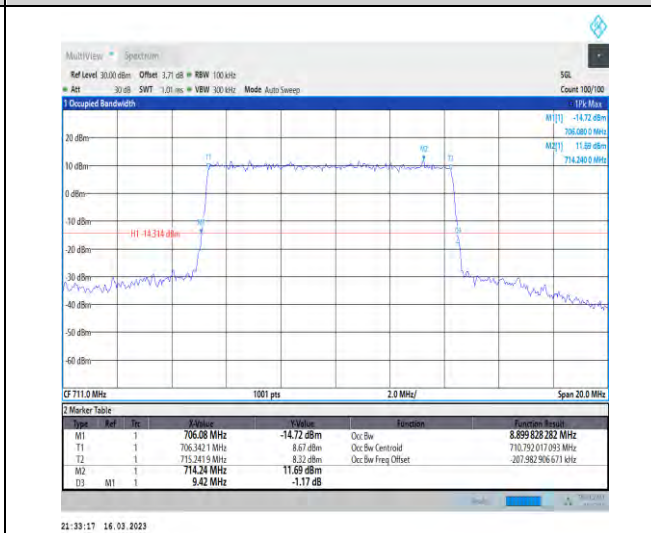 MultiView Spectrum
Ref Level 30.00 dBm Offset 3.71 dB RBW 100 kHz SGL
Att 30 dB SWT 1.01 ms VBW 300 kHz Mode Auto Sweep Count 100/100
1 Occupied Bandwidth 1Pk Max
M1[1] -14.72 dBm
706.080 0 MHz
M2[1] 11.69 dBm
714.240 0 MHz
20 dBm
10 dBm
0 dBm
-10 dBm
-20 dBm
-30 dBm
-40 dBm
-50 dBm
-60 dBm
T1
M2
T2
H1 -14.314 dBm
CF 711.0 MHz 1001 pts 2.0 MHz/ Span 20.0 MHz
2 Marker Table
Type Ref Trc X-Value Y-Value Function Function Result
M1 1 706.08 MHz -14.72 dBm Occ Bw 8.899 828 282 MHz
T1 1 706.342 1 MHz 8.67 dBm Occ Bw Centroid 710.792 017 093 MHz
T2 1 715.241 9 MHz 8.32 dBm Occ Bw Freq Offset -207.982 906 671 kHz
M2 1 714.24 MHz 11.69 dBm
D3 M1 1 9.42 MHz -1.17 dB
21:33:17 16.03.2023